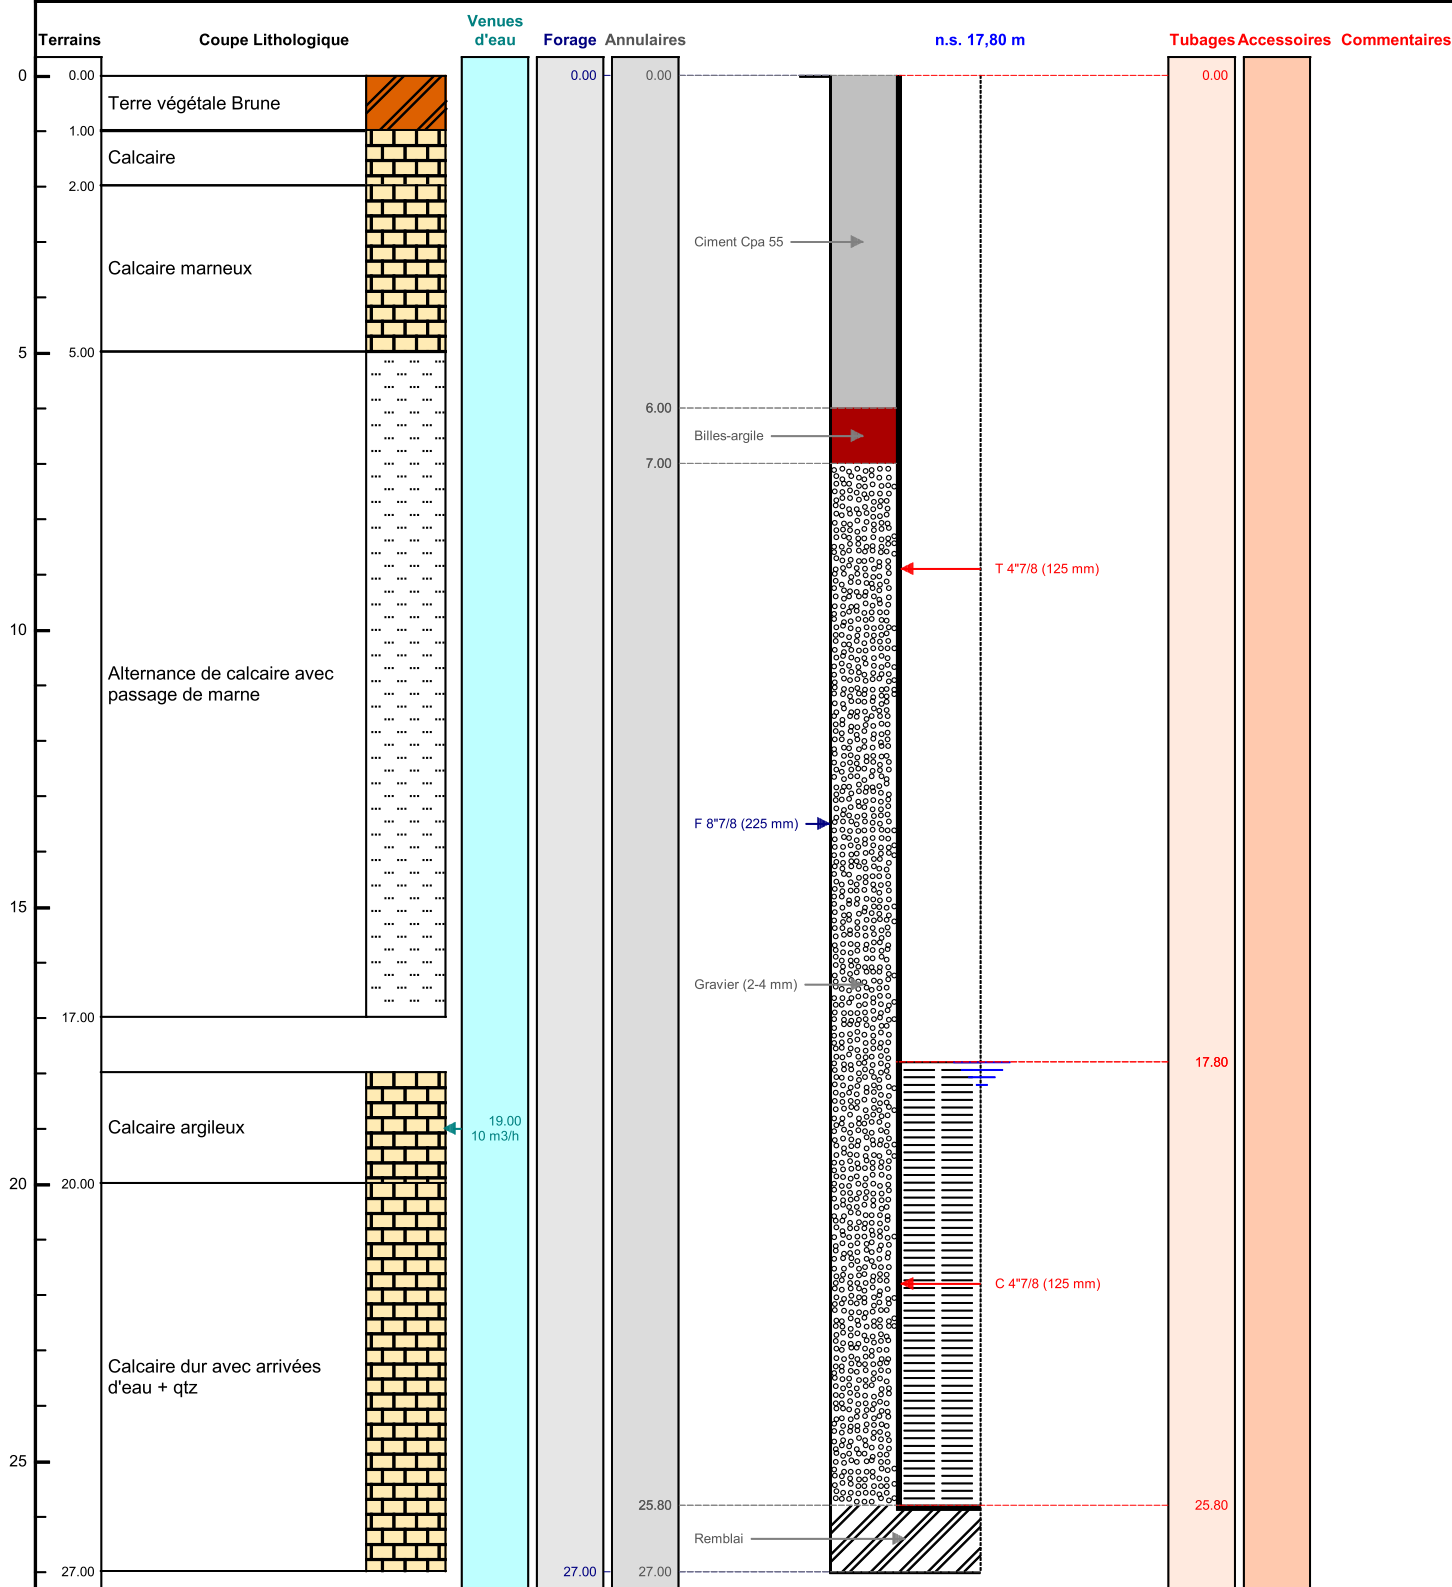 Venues
Terrains Coupe Lithologique d'eau Forage Annulaires n.s. 17,80 m Tubages Accessoires Commentaires
0 0.00 0.00 0.00 0.00
Terre végétale Brune
1.00
Calcaire
2.00
Ciment Cpa 55
Calcaire marneux
5 5.00
6.00
Billes-argile
7.00
T 4"7/8 (125 mm)
10
Alternance de calcaire avec
passage de marne
F 8"7/8 (225 mm)
15
Gravier (2-4 mm)
17.00
17.80
19.00
Calcaire argileux
10 m3/h
20 20.00
C 4"7/8 (125 mm)
Calcaire dur avec arrivées
d'eau + qtz
25
25.80 25.80
Remblai
27.00 27.00 27.00